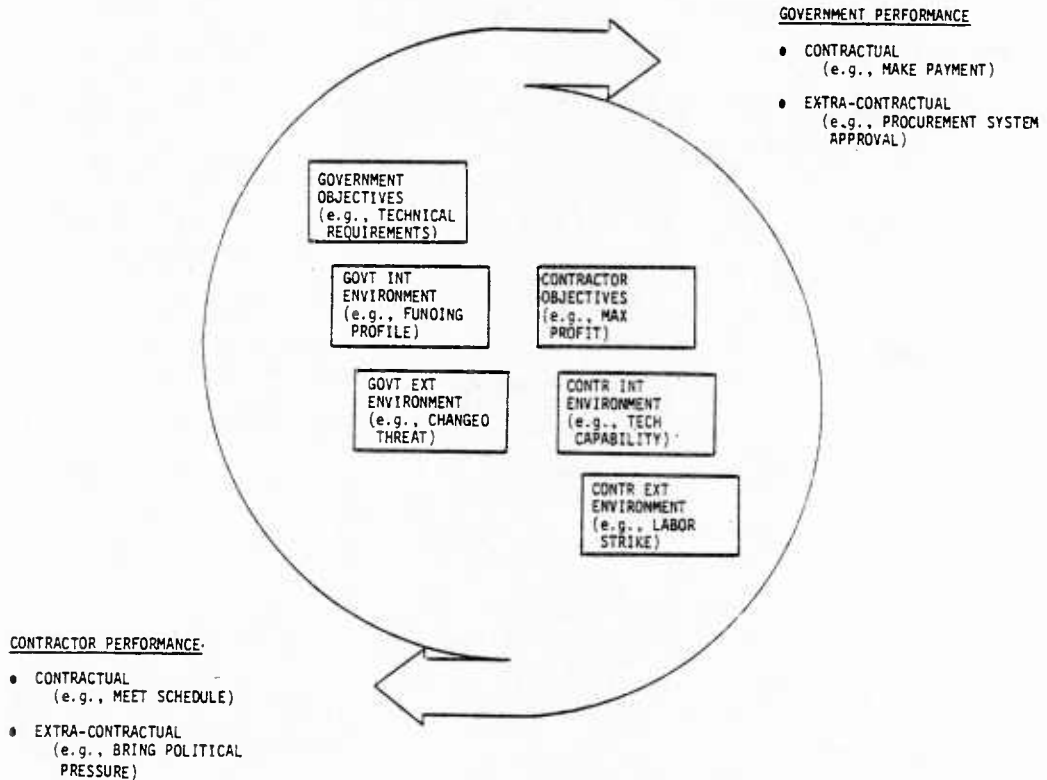 GOVERNMENT PERFORMANCE
• CONTRACTUAL
(e.g., MAKE PAYMENT)
• EXTRA-CONTRACTUAL
(e.g., PROCUREMENT SYSTEM
APPROVAL)
GOVERNMENT
OBJECTIVES
(e.g., TECHNICAL
REQUIREMENTS)
GOVT INT
ENVIRONMENT
(e.g., FUNOING
PROFILE)
CONTRACTOR
OBJECTIVES
(e.g., MAX
PROFIT)
GOVT EXT
ENVIRONMENT
(e.g., CHANGEO
THREAT)
CONTR INT
ENVIRONMENT
(e.g., TECH
CAPABILITY)
CONTR EXT
ENVIRONMENT
(e.g., LABOR
STRIKE)
CONTRACTOR PERFORMANCE
• CONTRACTUAL
(e.g., MEET SCHEDULE)
• EXTRA-CONTRACTUAL
(e.g., BRING POLITICAL
PRESSURE)